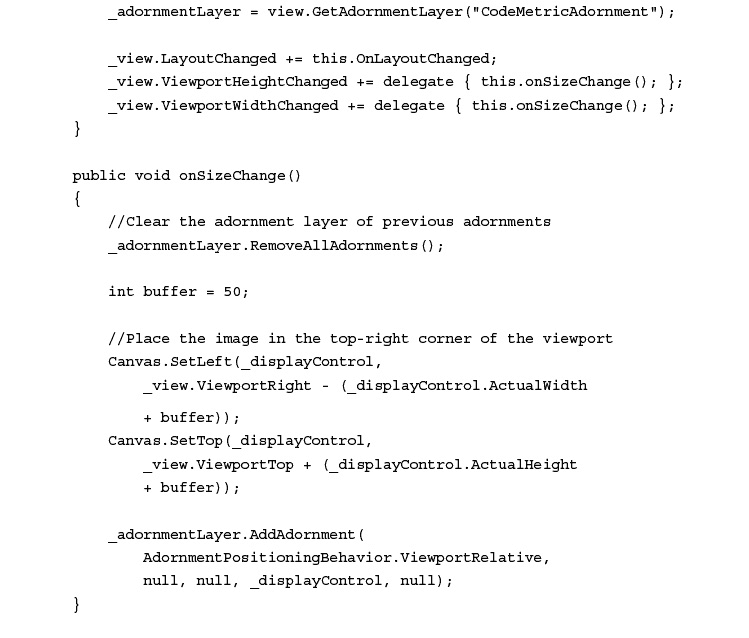 _adornmentLayer = view.GetAdornmentLayer("CodeMetricAdornment");
_view.LayoutChanged += this.OnLayoutChanged;
_view.ViewportHeightChanged += delegate { this.onSizeChange(); };
_view.ViewportWidthChanged += delegate { this.onSizeChange(); };
}
public void onSizeChange()
{
//Clear the adornment layer of previous adornments
_adornmentLayer.RemoveAllAdornments();
int buffer = 50;
//Place the image in the top-right corner of the viewport
Canvas.SetLeft(_displayControl,
_view.ViewportRight - (_displayControl.ActualWidth
+ buffer));
Canvas.SetTop(_displayControl,
_view.ViewportTop + (_displayControl.ActualHeight
+ buffer));
_adornmentLayer.AddAdornment(
AdornmentPositioningBehavior.ViewportRelative,
null, null, _displayControl, null);
}